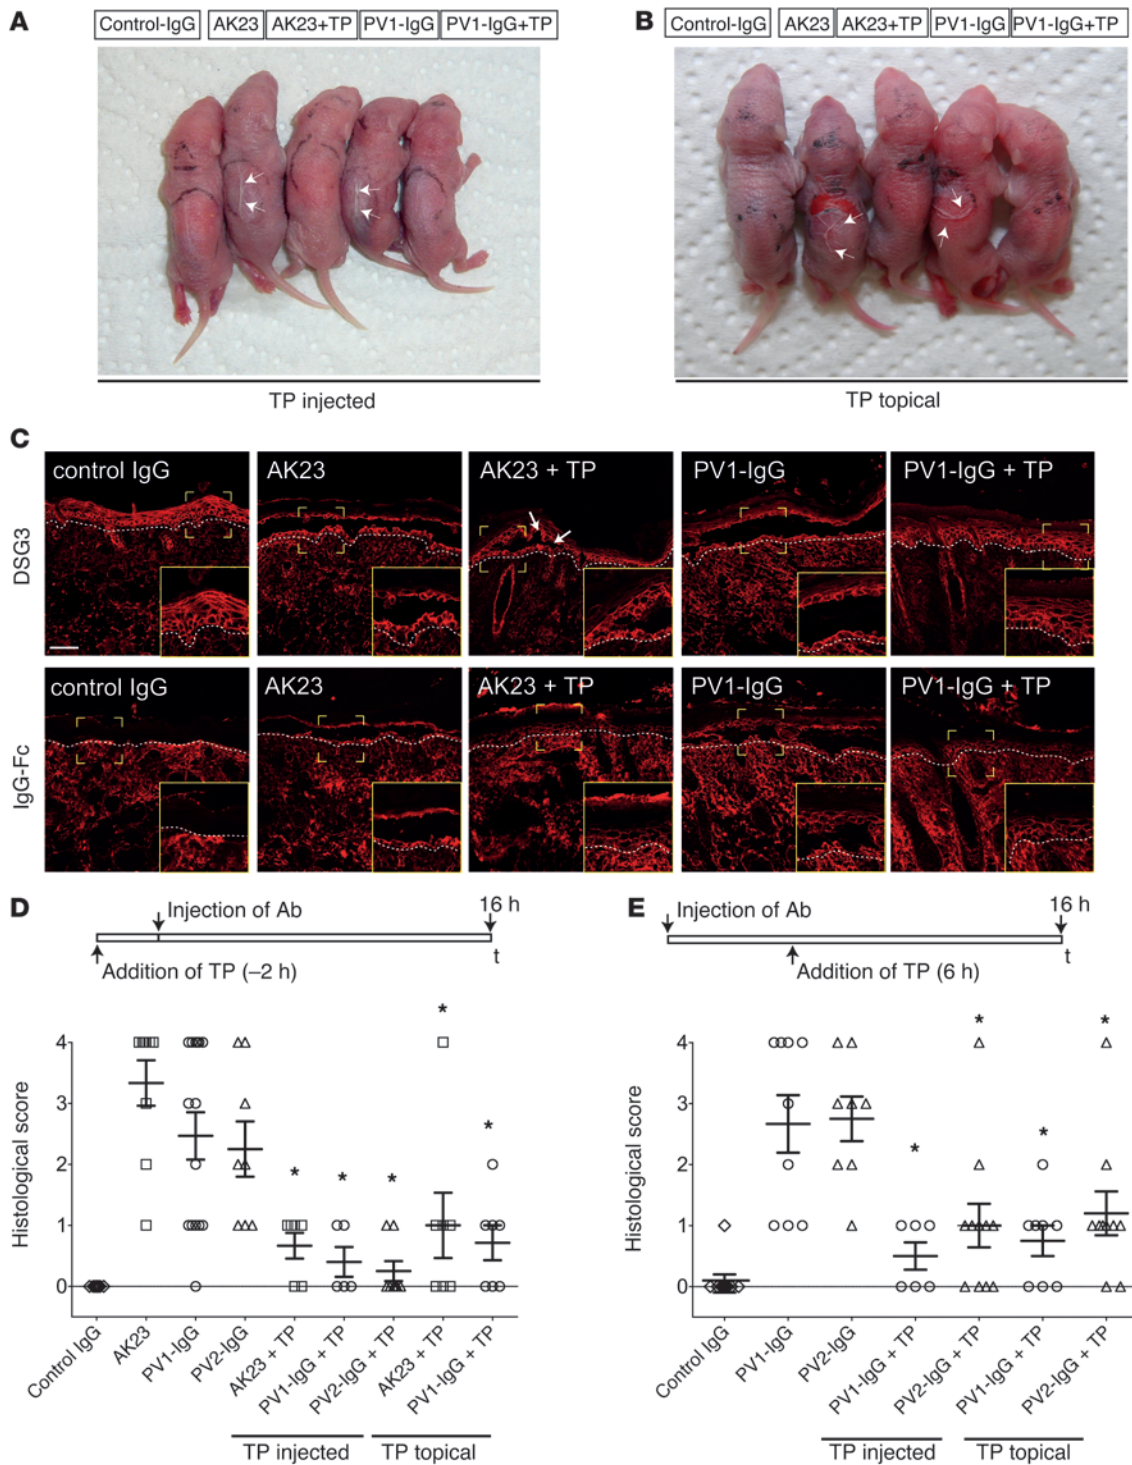 A
Control-IgG AK23 AK23+TP PV1-IgG PV1-IgG+TP
TP injected
B
Control-IgG AK23 AK23+TP PV1-IgG PV1-IgG+TP
TP topical
C
DSG3
control IgG AK23 AK23 + TP PV1-IgG PV1-IgG + TP
IgG-Fc
control IgG AK23 AK23 + TP PV1-IgG PV1-IgG + TP
D
Injection of Ab
16 h
t
Addition of TP (–2 h)
Histological score
4
3
2
1
0
* * * * *
Control IgG
AK23
PV1-IgG
PV2-IgG
AK23 + TP
PV1-IgG + TP
PV2-IgG + TP
AK23 + TP
PV1-IgG + TP
TP injected
TP topical
E
Injection of Ab
16 h
t
Addition of TP (6 h)
Histological score
4
3
2
1
0
* * * *
Control IgG
PV1-IgG
PV2-IgG
PV1-IgG + TP
PV2-IgG + TP
PV1-IgG + TP
PV2-IgG + TP
TP injected
TP topical